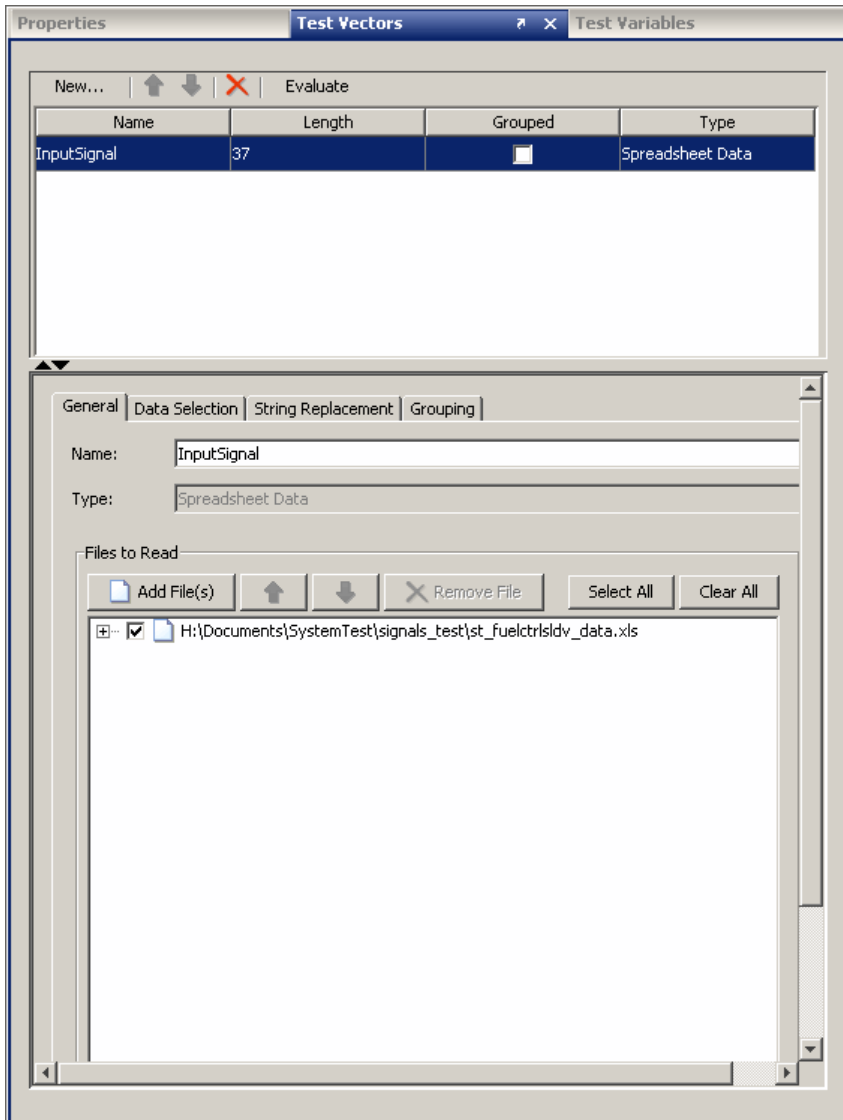 Properties Test Vectors Test Variables
New... Evaluate
Name Length Grouped Type
InputSignal 37 Spreadsheet Data
General Data Selection String Replacement Grouping
Name: InputSignal
Type: Spreadsheet Data
Files to Read
Add File(s) Remove File Select All Clear All
H:\Documents\SystemTest\signals_test\st_fuelctrlsldv_data.xls